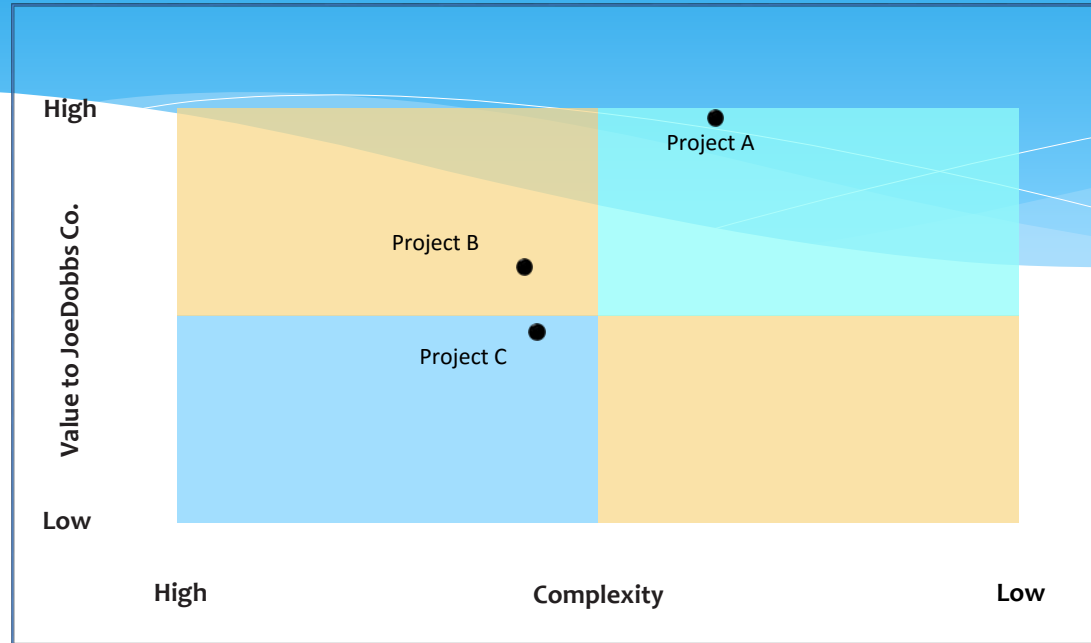 High
Project A
Project B
Value to JoeDobbs Co.
Project C
Low
High
Complexity
Low